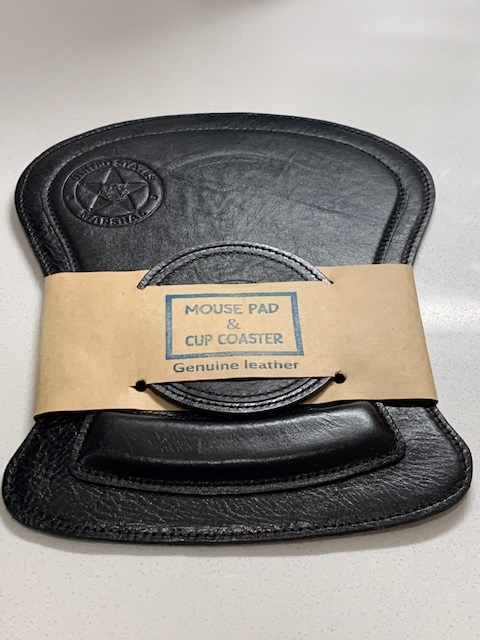 UNITED STATES
MARSHAL
MOUSE PAD
&
CUP COASTER
Genuine leather